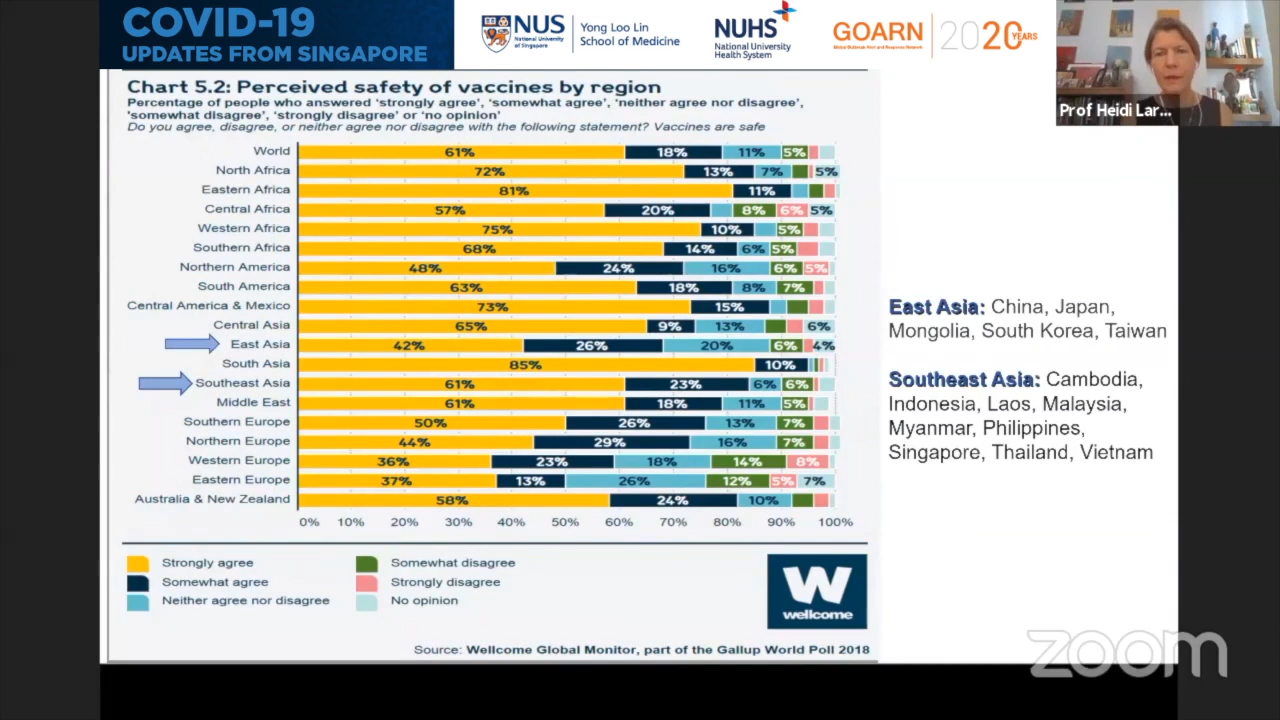 COVID-19
UPDATES FROM SINGAPORE
NUS
National University
of Singapore
Yong Loo Lin
School of Medicine
NUHS
National University
Health System
GOARN
Global Outbreak Alert and Response Network
2020 YEARS
Prof Heidi Lar...
Chart 5.2: Perceived safety of vaccines by region
Percentage of people who answered 'strongly agree', 'somewhat agree', 'neither agree nor disagree',
'somewhat disagree', 'strongly disagree' or 'no opinion'
Do you agree, disagree, or neither agree nor disagree with the following statement? Vaccines are safe
World 61% 18% 11% 5%
North Africa 72% 13% 7% 5%
Eastern Africa 81% 11%
Central Africa 57% 20% 8% 6% 5%
Western Africa 75% 10% 5%
Southern Africa 68% 14% 6% 5%
Northern America 48% 24% 16% 6% 5%
South America 63% 18% 8% 7%
Central America & Mexico 73% 15%
Central Asia 65% 9% 13% 6%
East Asia 42% 26% 20% 6% 4%
South Asia 85% 10%
Southeast Asia 61% 23% 6% 6%
Middle East 61% 18% 11% 5%
Southern Europe 50% 26% 13% 7%
Northern Europe 44% 29% 16% 7%
Western Europe 36% 23% 18% 14% 8%
Eastern Europe 37% 13% 26% 12% 5% 7%
Australia & New Zealand 58% 24% 10%
0% 10% 20% 30% 40% 50% 60% 70% 80% 90% 100%
Strongly agree
Somewhat agree
Neither agree nor disagree
Somewhat disagree
Strongly disagree
No opinion
W
wellcome
Source: Wellcome Global Monitor, part of the Gallup World Poll 2018
East Asia: China, Japan,
Mongolia, South Korea, Taiwan
Southeast Asia: Cambodia,
Indonesia, Laos, Malaysia,
Myanmar, Philippines,
Singapore, Thailand, Vietnam
zoom